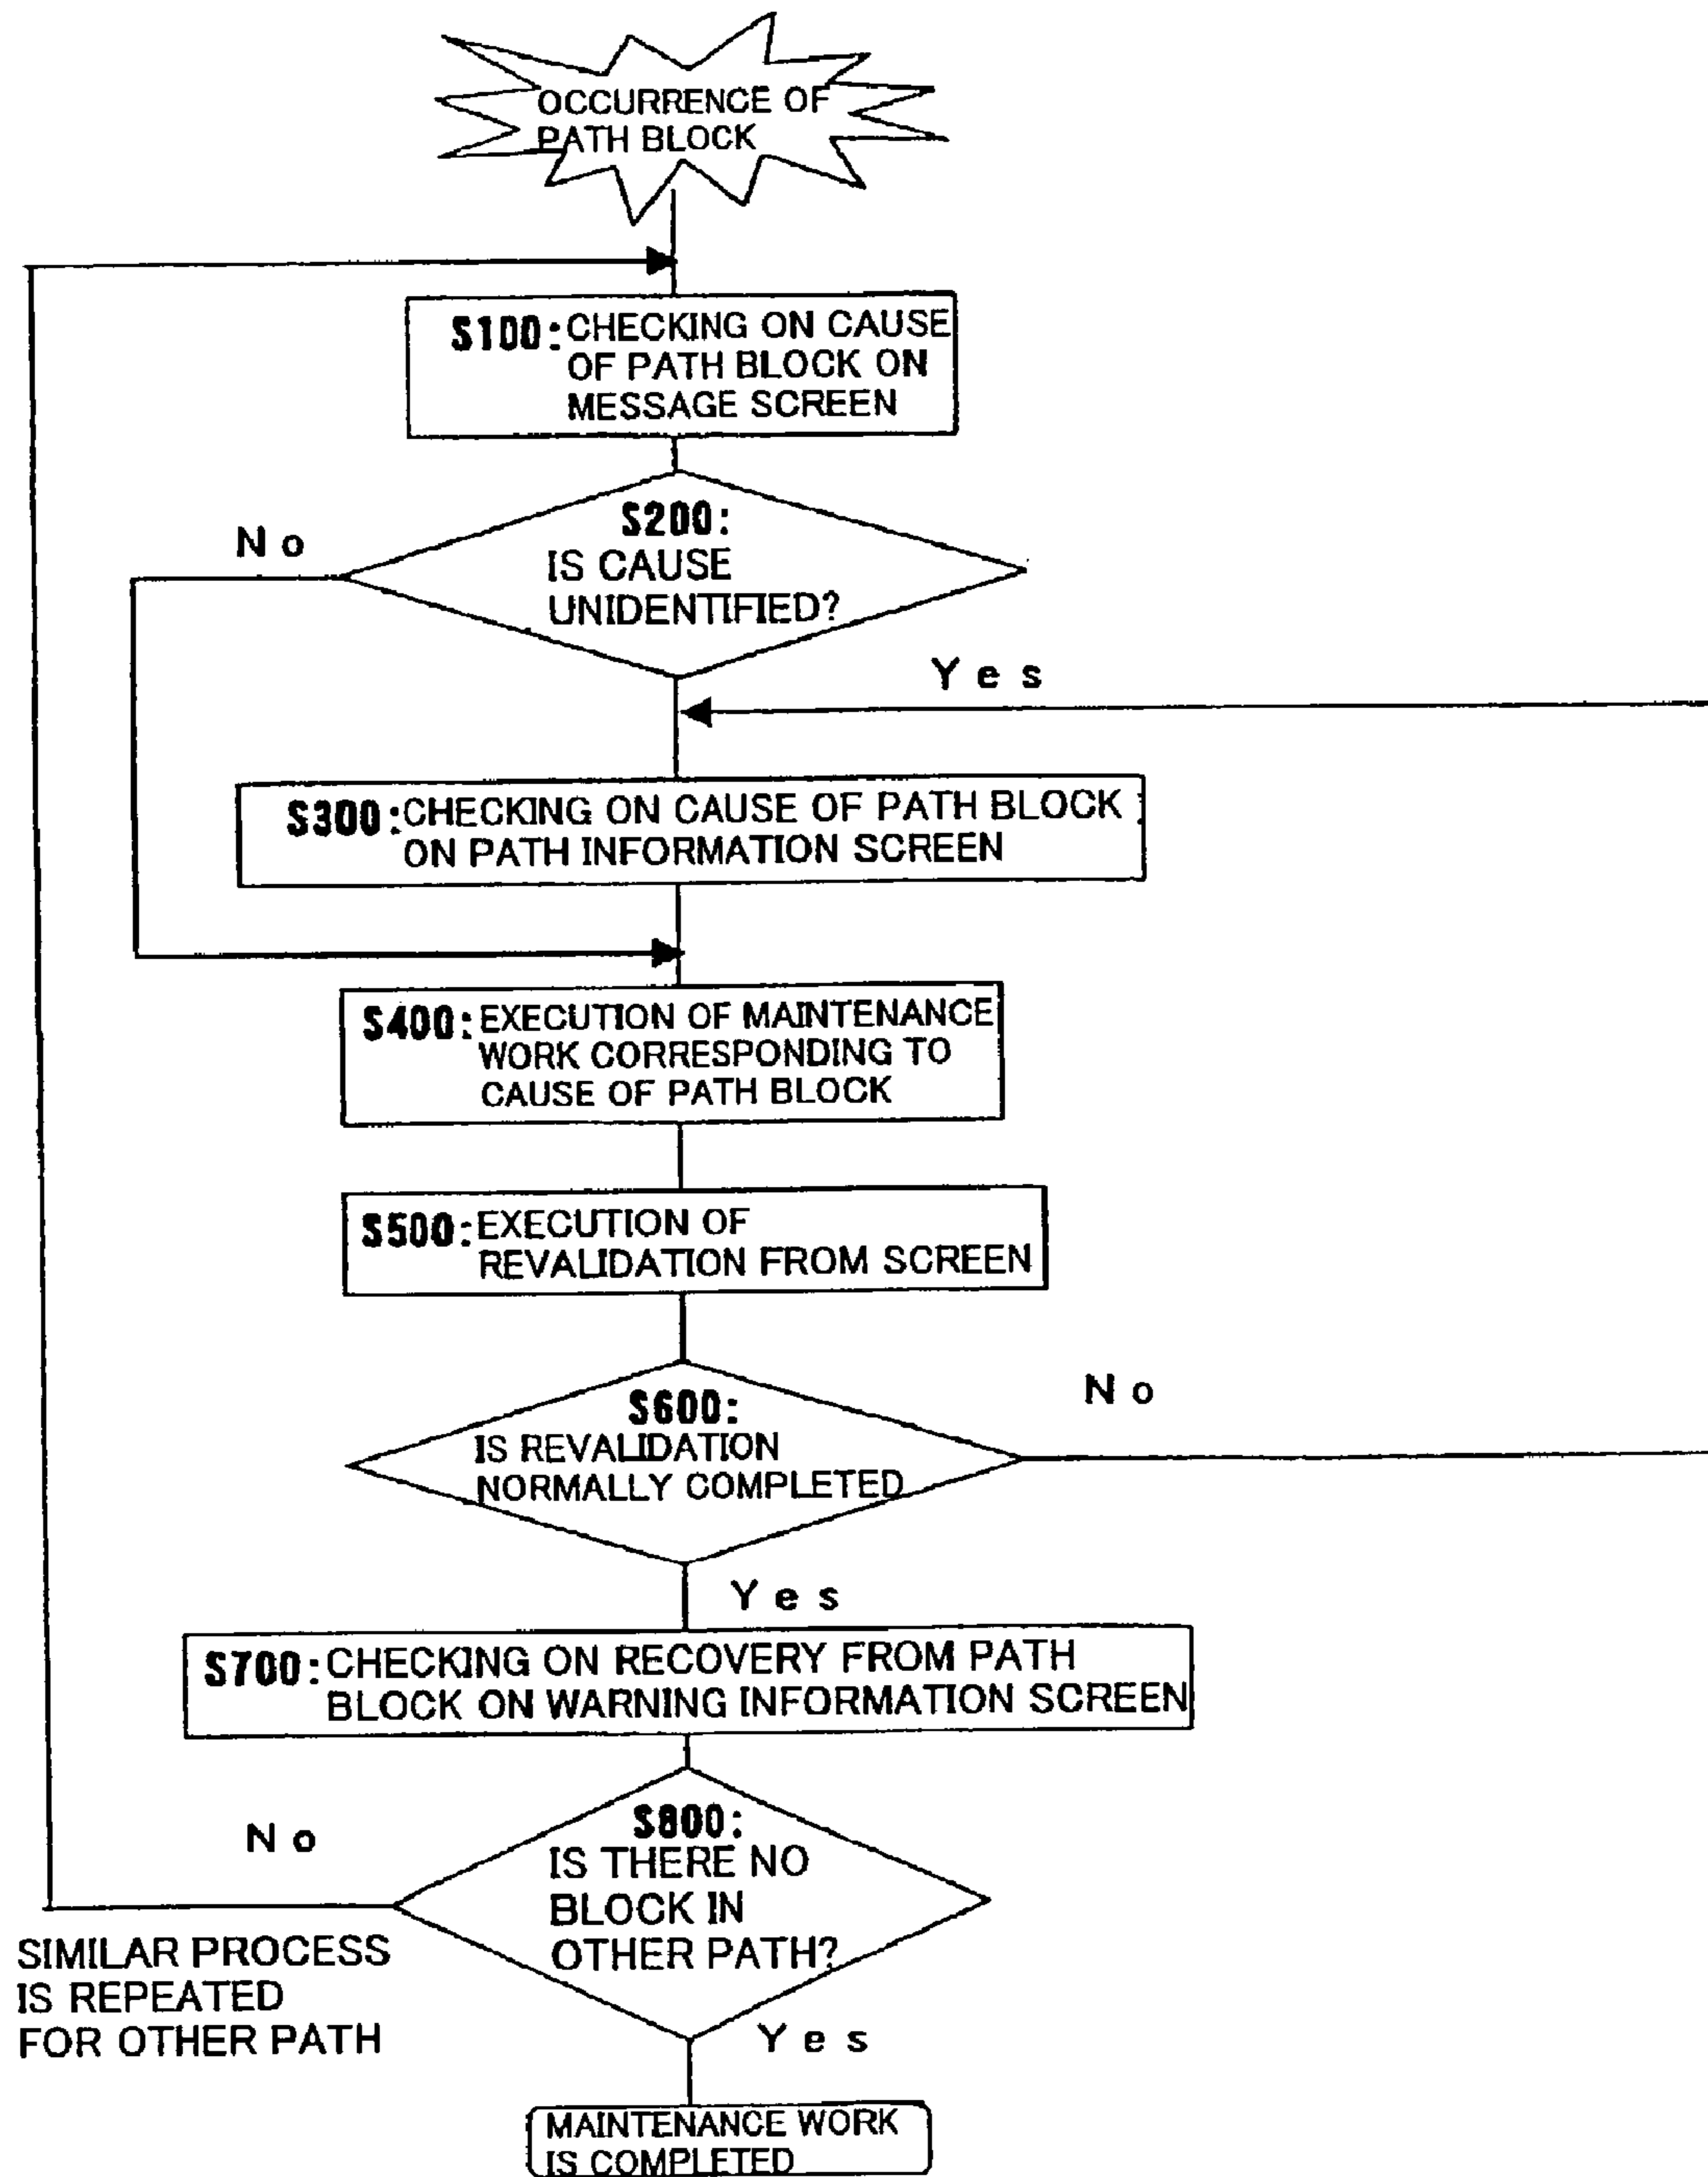 OCCURRENCE OF
PATH BLOCK
S100: CHECKING ON CAUSE
OF PATH BLOCK ON
MESSAGE SCREEN
S200:
IS CAUSE
UNIDENTIFIED?
No
Yes
S300: CHECKING ON CAUSE OF PATH BLOCK
ON PATH INFORMATION SCREEN
S400: EXECUTION OF MAINTENANCE
WORK CORRESPONDING TO
CAUSE OF PATH BLOCK
S500: EXECUTION OF
REVALIDATION FROM SCREEN
S600:
IS REVALIDATION
NORMALLY COMPLETED
No
Yes
S700: CHECKING ON RECOVERY FROM PATH
BLOCK ON WARNING INFORMATION SCREEN
S800:
IS THERE NO
BLOCK IN
OTHER PATH?
No
SIMILAR PROCESS
IS REPEATED
FOR OTHER PATH
Yes
MAINTENANCE WORK
IS COMPLETED